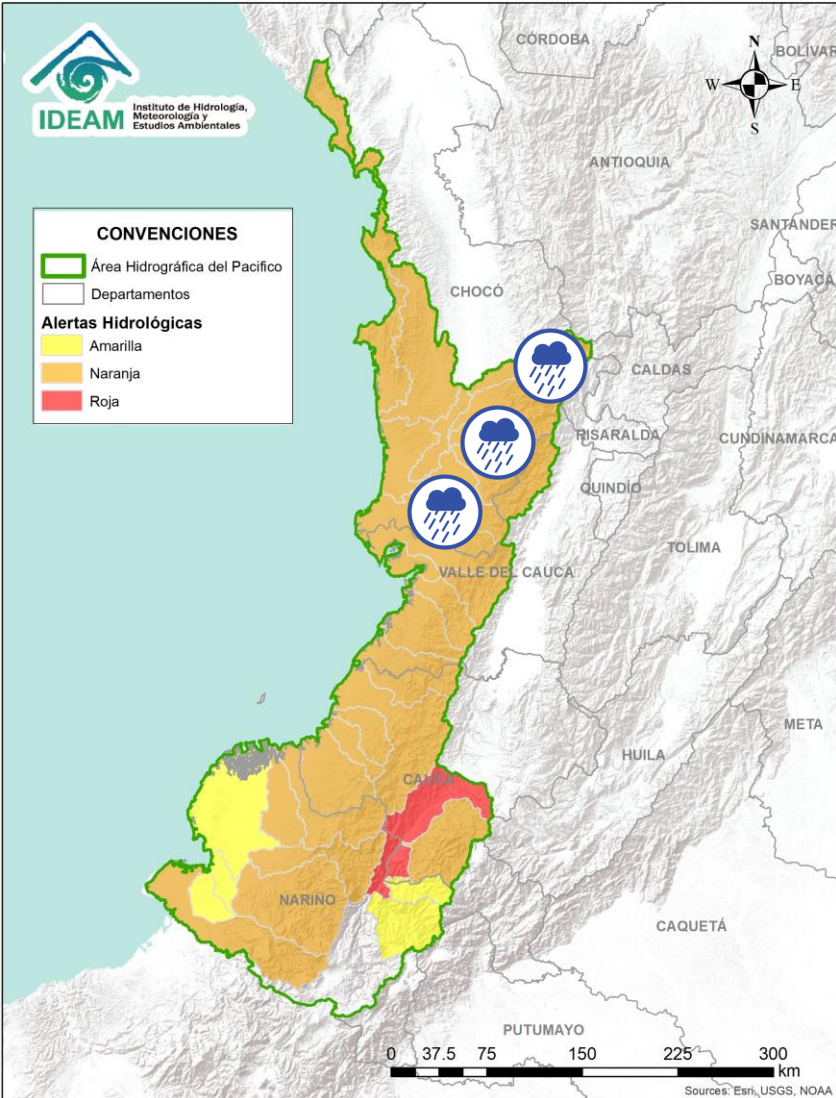 CÓRDOBA
BOLÍVAR
N
W
E
S
IDEAM
Instituto de Hidrología,
Meteorología y
Estudios Ambientales
ANTIOQUIA
SANTANDER
CONVENCIONES
Área Hidrográfica del Pacifico
Departamentos
Alertas Hidrológicas
Amarilla
Naranja
Roja
BOYACÁ
CHOCÓ
CALDAS
RISARALDA
CUNDINAMARCA
QUINDÍO
TOLIMA
VALLE DEL CAUCA
META
HUILA
CAUCA
NARIÑO
CAQUETÁ
PUTUMAYO
0 37.5 75 150 225 300
km
Sources: Esri, USGS, NOAA